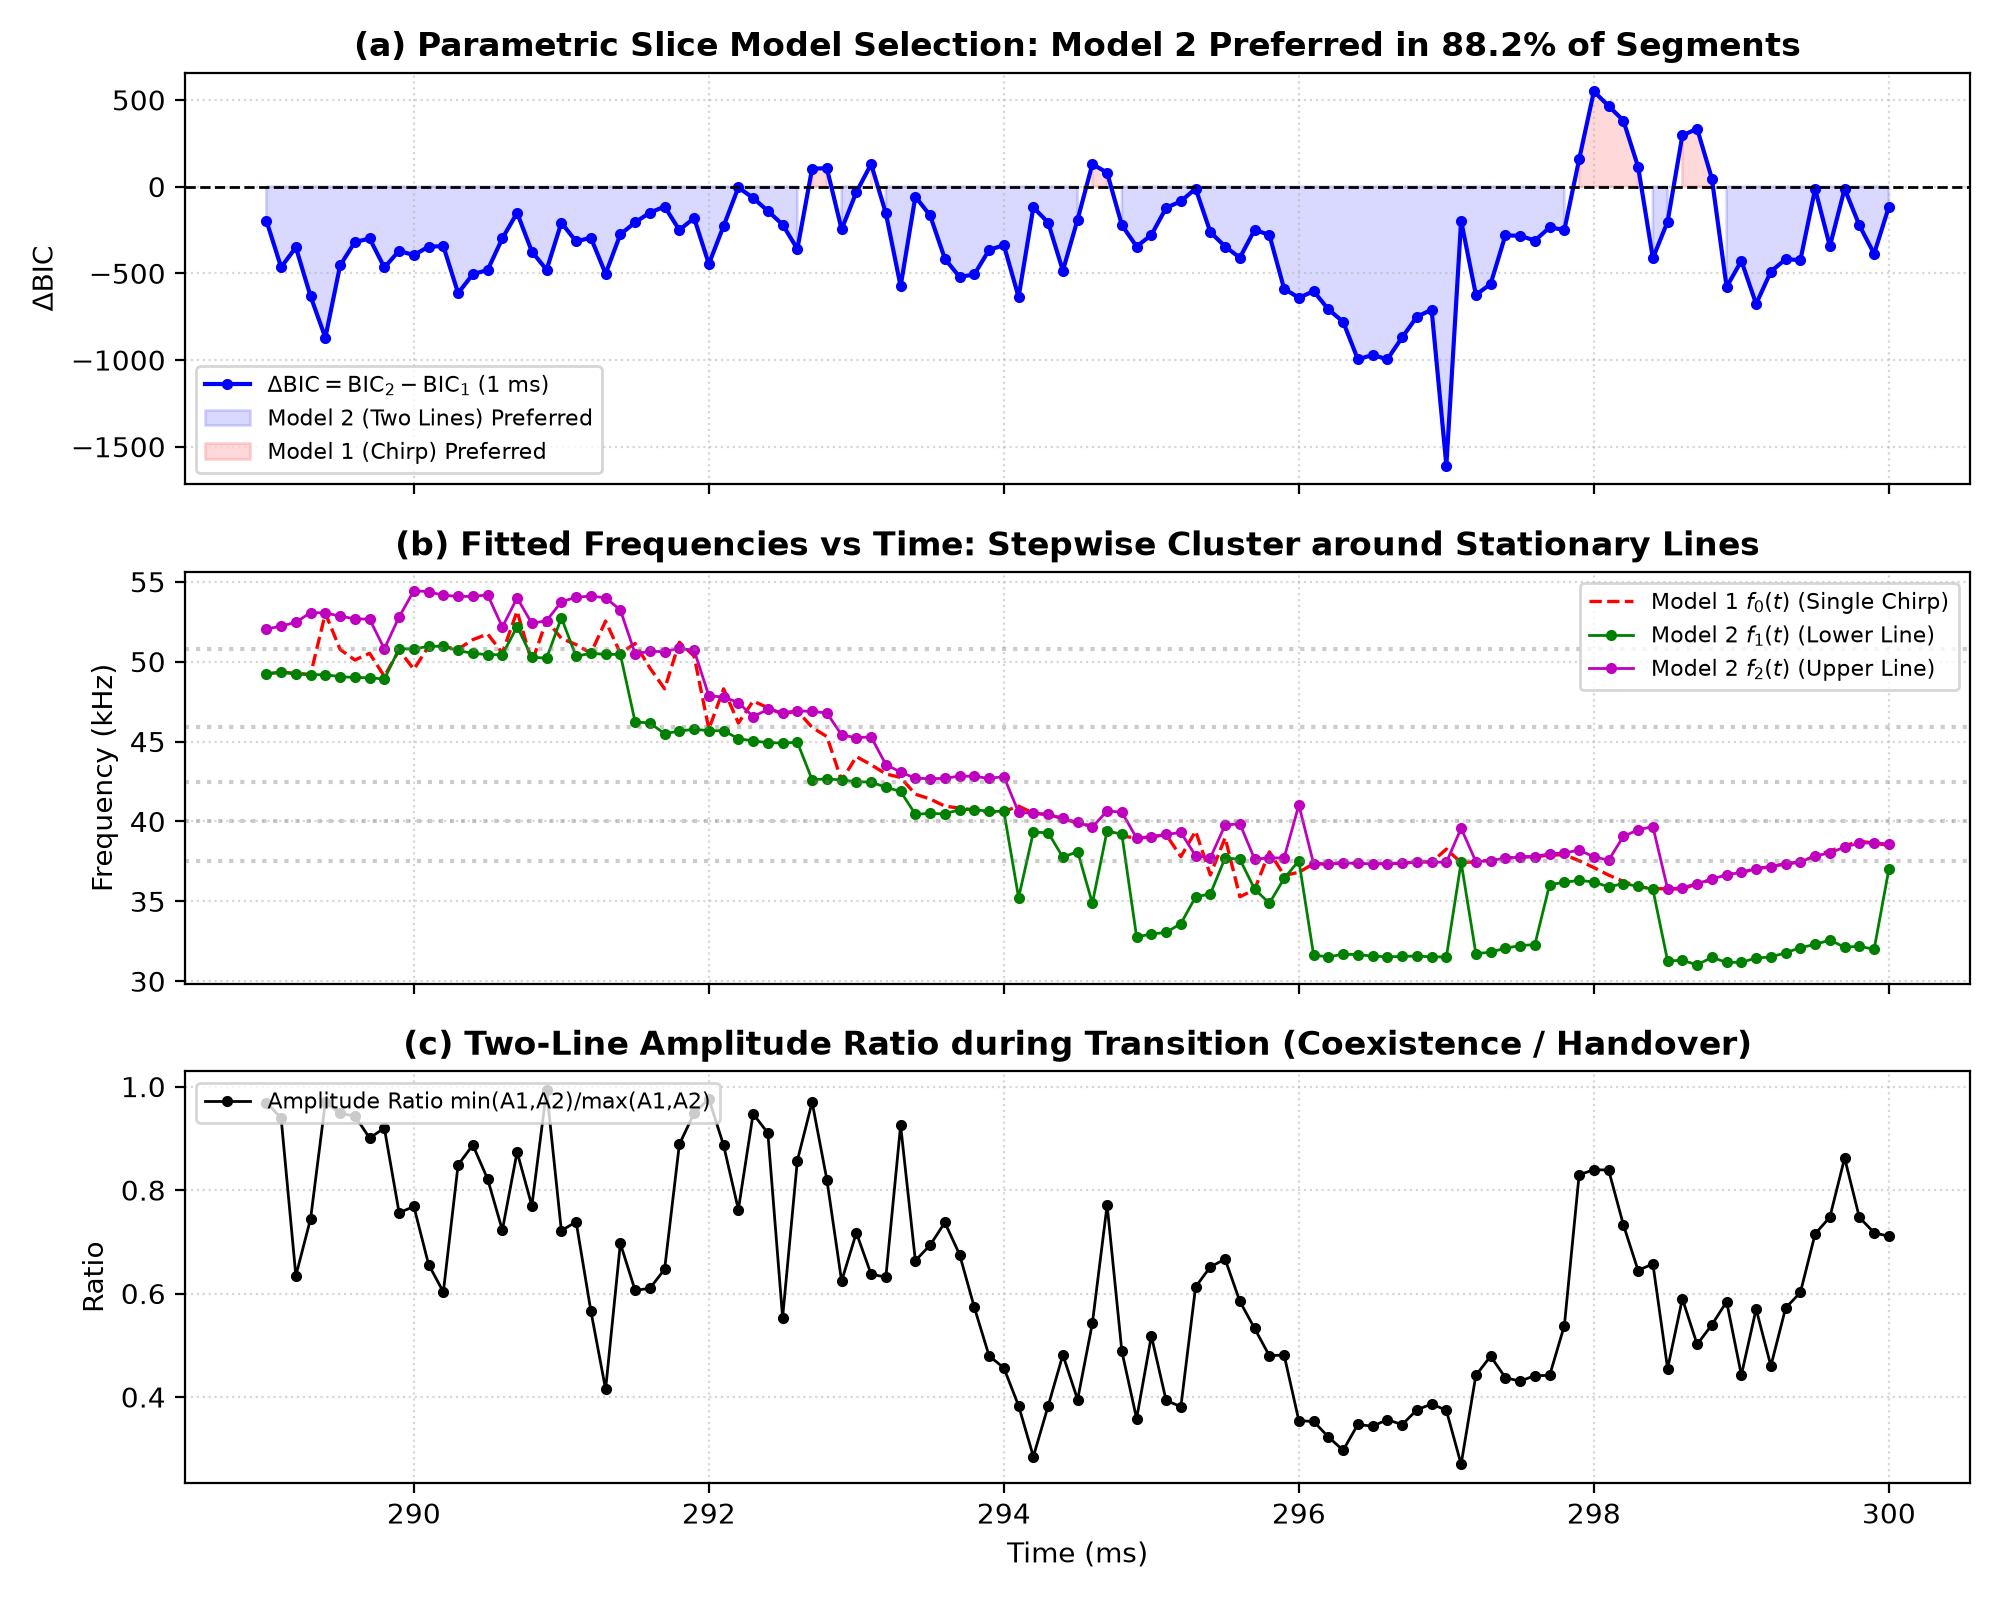 (a) Parametric Slice Model Selection: Model 2 Preferred in 88.2% of Segments
500
0
−500
−1000
−1500
ΔBIC
ΔBIC = BIC₂ − BIC₁ (1 ms)
Model 2 (Two Lines) Preferred
Model 1 (Chirp) Preferred
(b) Fitted Frequencies vs Time: Stepwise Cluster around Stationary Lines
55
50
45
40
35
30
Frequency (kHz)
Model 1 f₀(t) (Single Chirp)
Model 2 f₁(t) (Lower Line)
Model 2 f₂(t) (Upper Line)
(c) Two-Line Amplitude Ratio during Transition (Coexistence / Handover)
1.0
0.8
0.6
0.4
Ratio
Amplitude Ratio min(A1,A2)/max(A1,A2)
290 292 294 296 298 300
Time (ms)